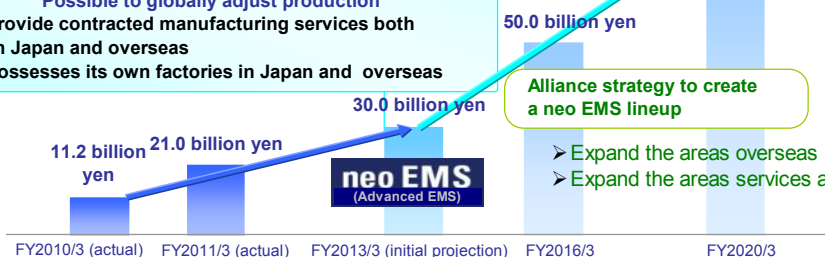 Possible to globally adjust production
rovide contracted manufacturing services both
n Japan and overseas
ossesses its own factories in Japan and overseas
50.0 billion yen
Alliance strategy to create
a neo EMS lineup
30.0 billion yen
11.2 billion
yen
21.0 billion yen
➢ Expand the areas overseas
➢ Expand the areas services a
neo EMS
(Advanced EMS)
FY2010/3 (actual) FY2011/3 (actual) FY2013/3 (initial projection) FY2016/3 FY2020/3